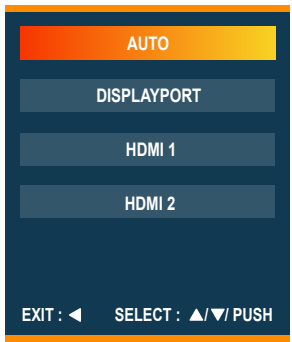 AUTO
DISPLAYPORT
HDMI 1
HDMI 2
EXIT : ◀ SELECT : ▲/▼/ PUSH